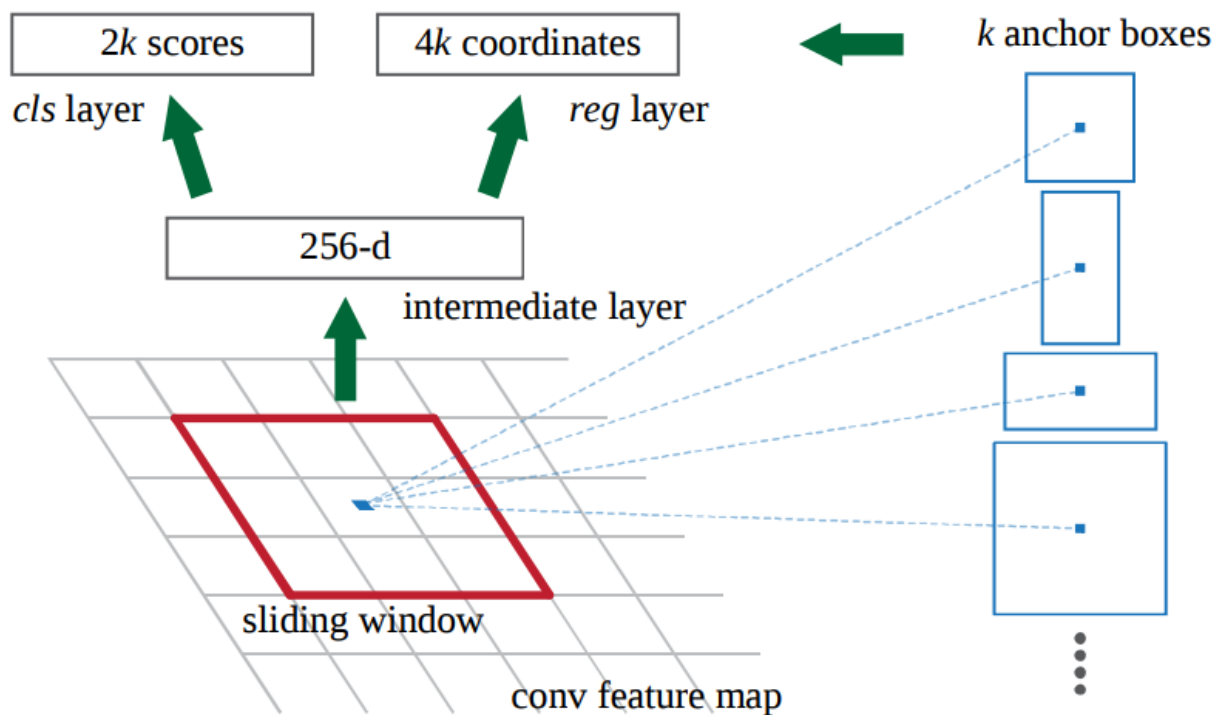 2k scores
4k coordinates
k anchor boxes
cls layer
reg layer
256-d
intermediate layer
sliding window
conv feature map